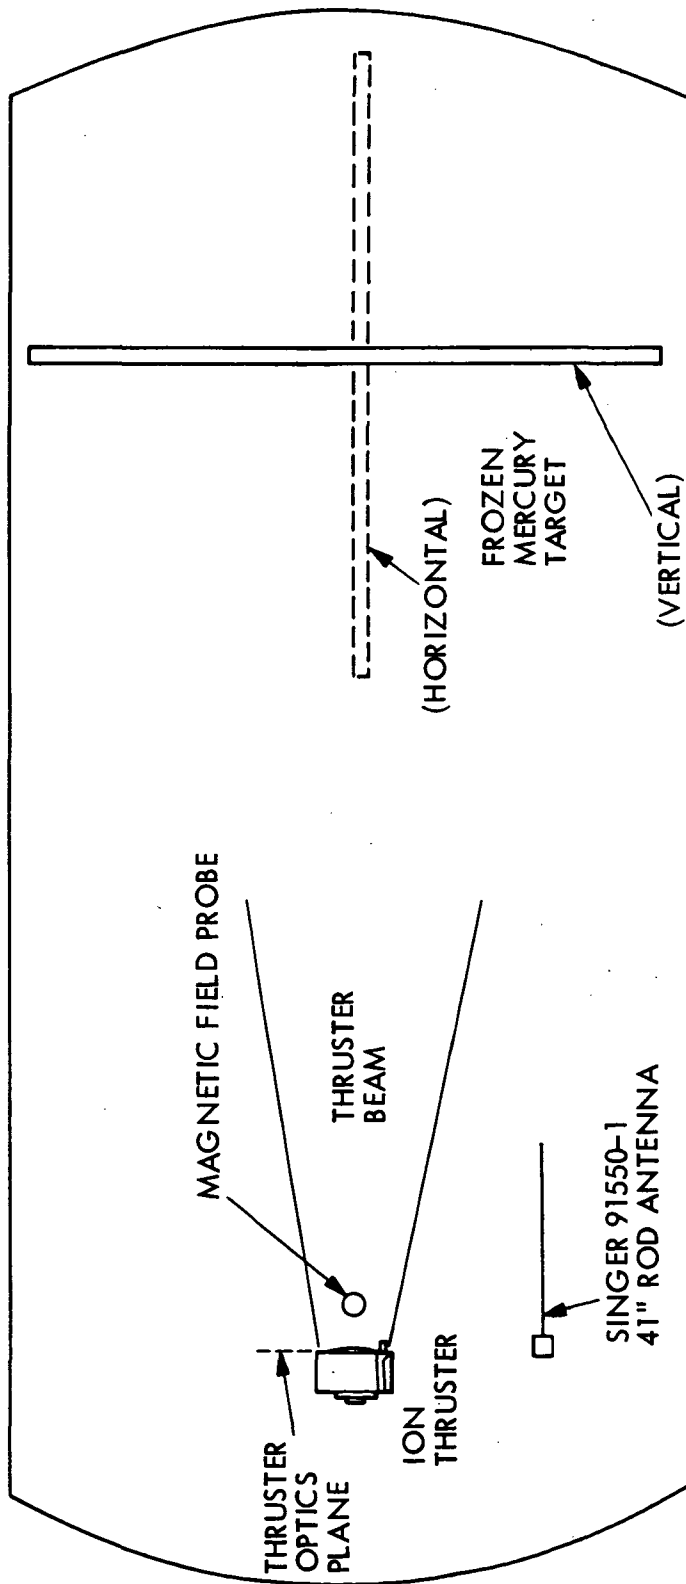 THRUSTER
OPTICS
PLANE
MAGNETIC FIELD PROBE
ION
THRUSTER
THRUSTER
BEAM
SINGER 91550-1
41" ROD ANTENNA
(HORIZONTAL)
FROZEN
MERCURY
TARGET
(VERTICAL)